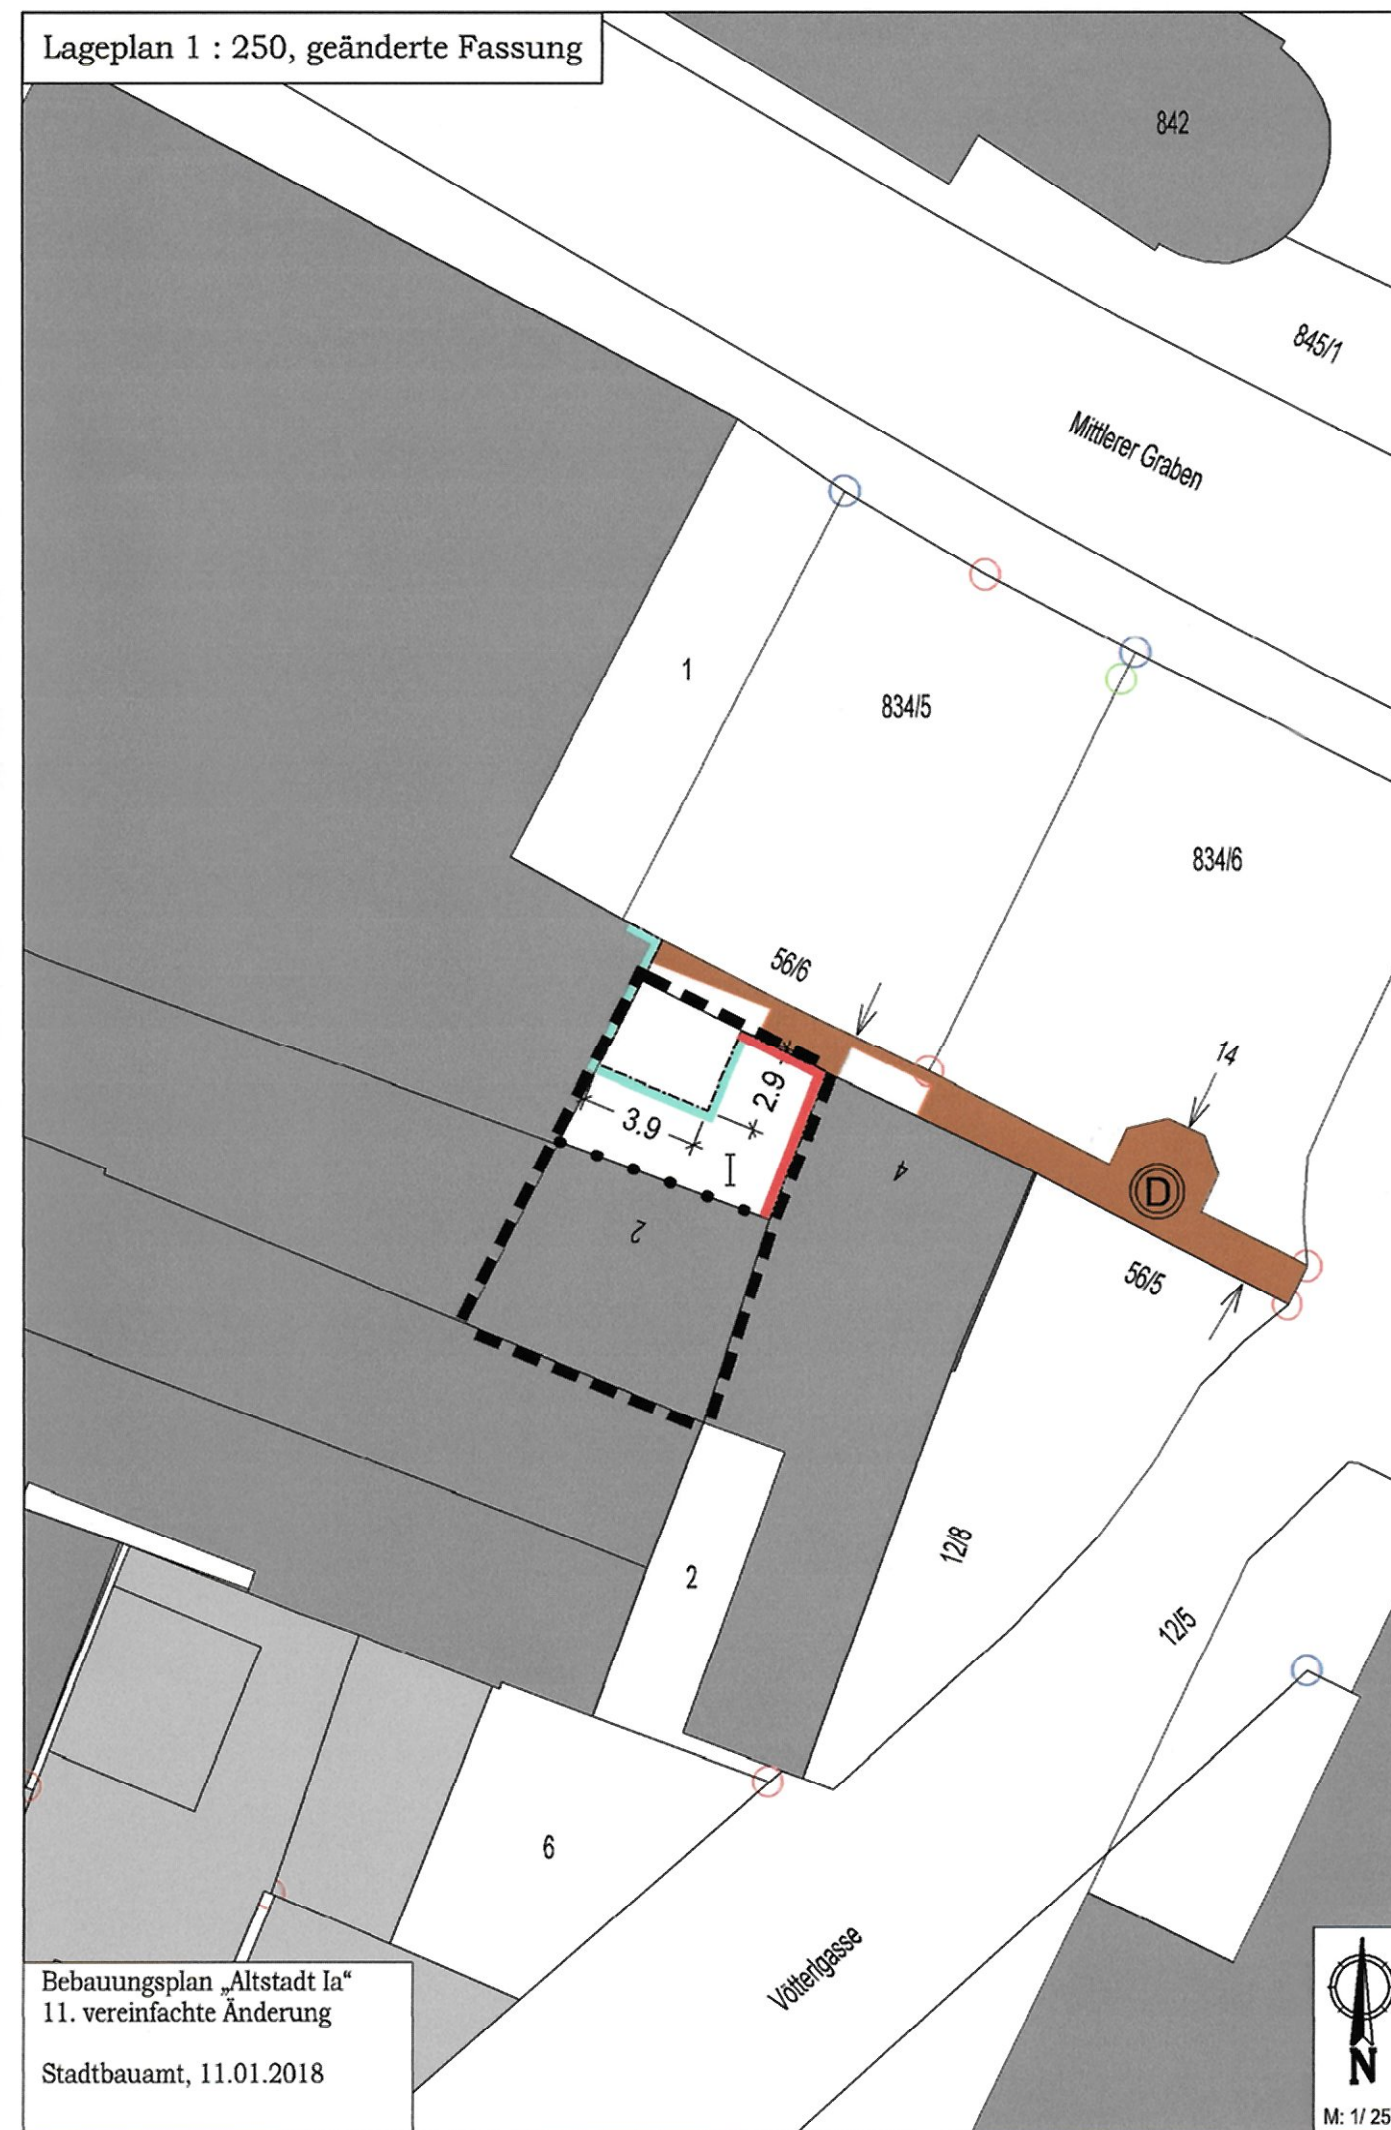 Lageplan 1 : 250, geänderte Fassung
842
845/1
Mittlerer Graben
1
834/5
834/6
56/6
14
2.9
3.9
I
D
4
2
56/5
12/8
2
12/5
6
Vötterlgasse
Bebauungsplan „Altstadt Ia“
11. vereinfachte Änderung
Stadtbauamt, 11.01.2018
N
M: 1/ 25